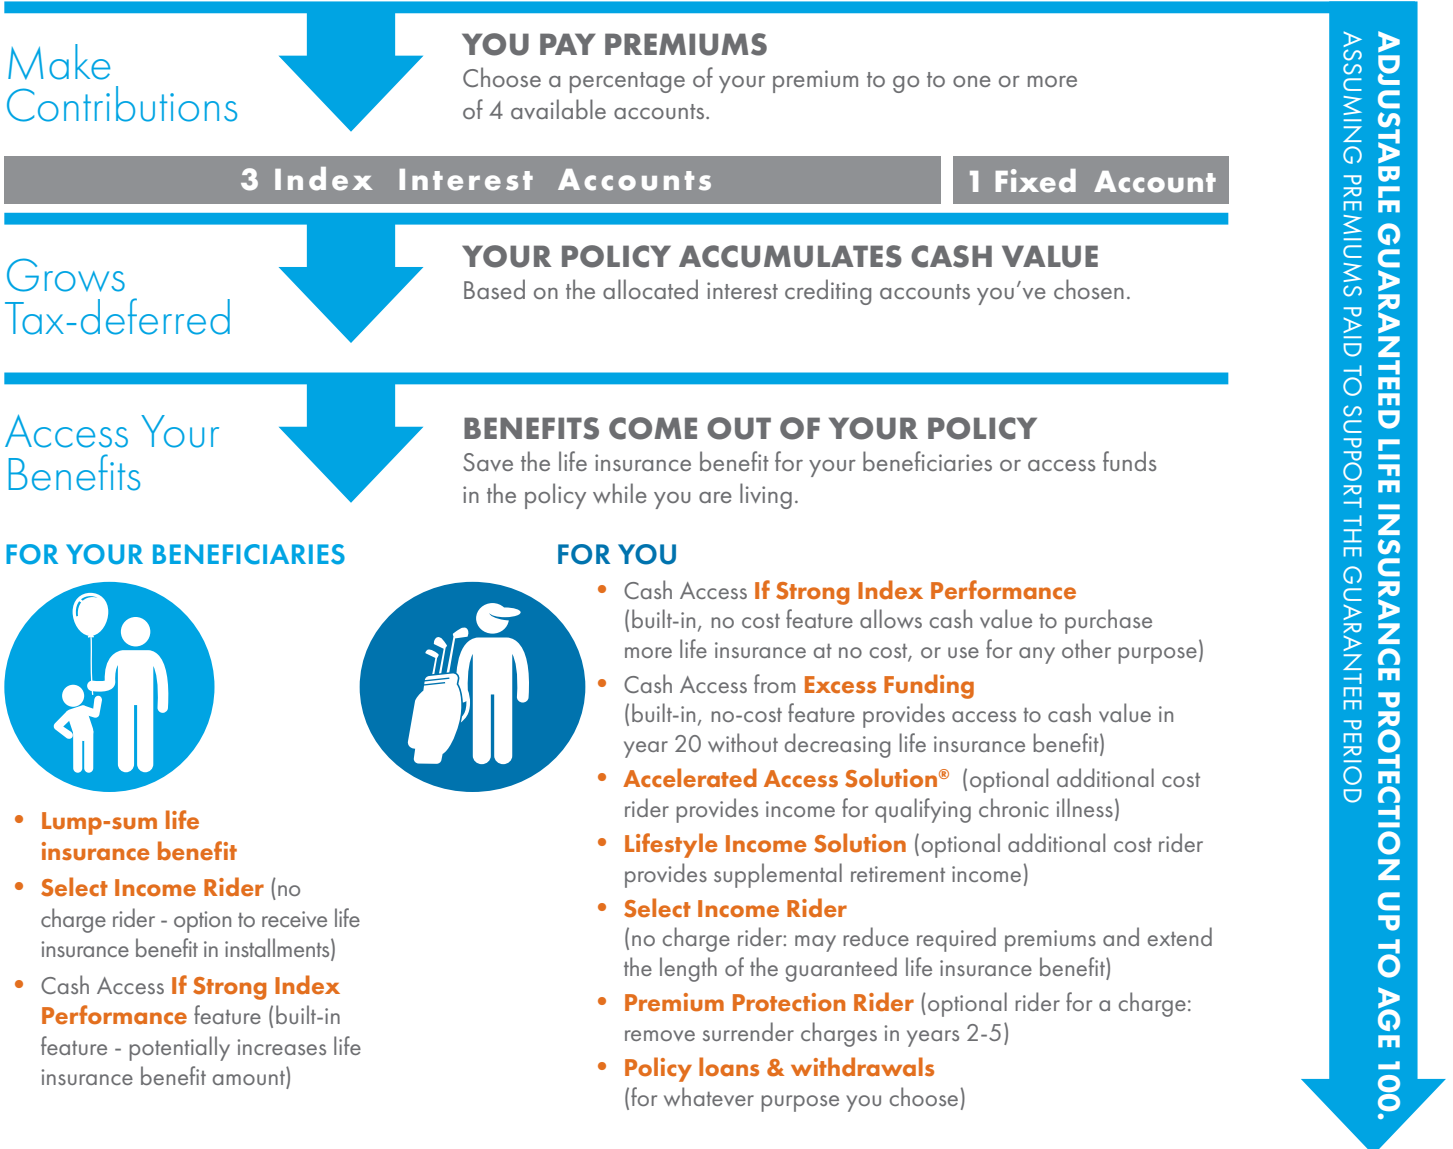 Make
Contributions
YOU PAY PREMIUMS
Choose a percentage of your premium to go to one or more
of 4 available accounts.
3 Index Interest Accounts
1 Fixed Account
Grows
Tax-deferred
YOUR POLICY ACCUMULATES CASH VALUE
Based on the allocated interest crediting accounts you've chosen.
Access Your
Benefits
BENEFITS COME OUT OF YOUR POLICY
Save the life insurance benefit for your beneficiaries or access funds
in the policy while you are living.
FOR YOUR BENEFICIARIES
• Lump-sum life
insurance benefit
• Select Income Rider (no
charge rider - option to receive life
insurance benefit in installments)
• Cash Access If Strong Index
Performance feature (built-in
feature - potentially increases life
insurance benefit amount)
FOR YOU
• Cash Access If Strong Index Performance
(built-in, no cost feature allows cash value to purchase
more life insurance at no cost, or use for any other purpose)
• Cash Access from Excess Funding
(built-in, no-cost feature provides access to cash value in
year 20 without decreasing life insurance benefit)
• Accelerated Access Solution® (optional additional cost
rider provides income for qualifying chronic illness)
• Lifestyle Income Solution (optional additional cost rider
provides supplemental retirement income)
• Select Income Rider
(no charge rider: may reduce required premiums and extend
the length of the guaranteed life insurance benefit)
• Premium Protection Rider (optional rider for a charge:
remove surrender charges in years 2-5)
• Policy loans & withdrawals
(for whatever purpose you choose)
ADJUSTABLE GUARANTEED LIFE INSURANCE PROTECTION UP TO AGE 100.
ASSUMING PREMIUMS PAID TO SUPPORT THE GUARANTEE PERIOD